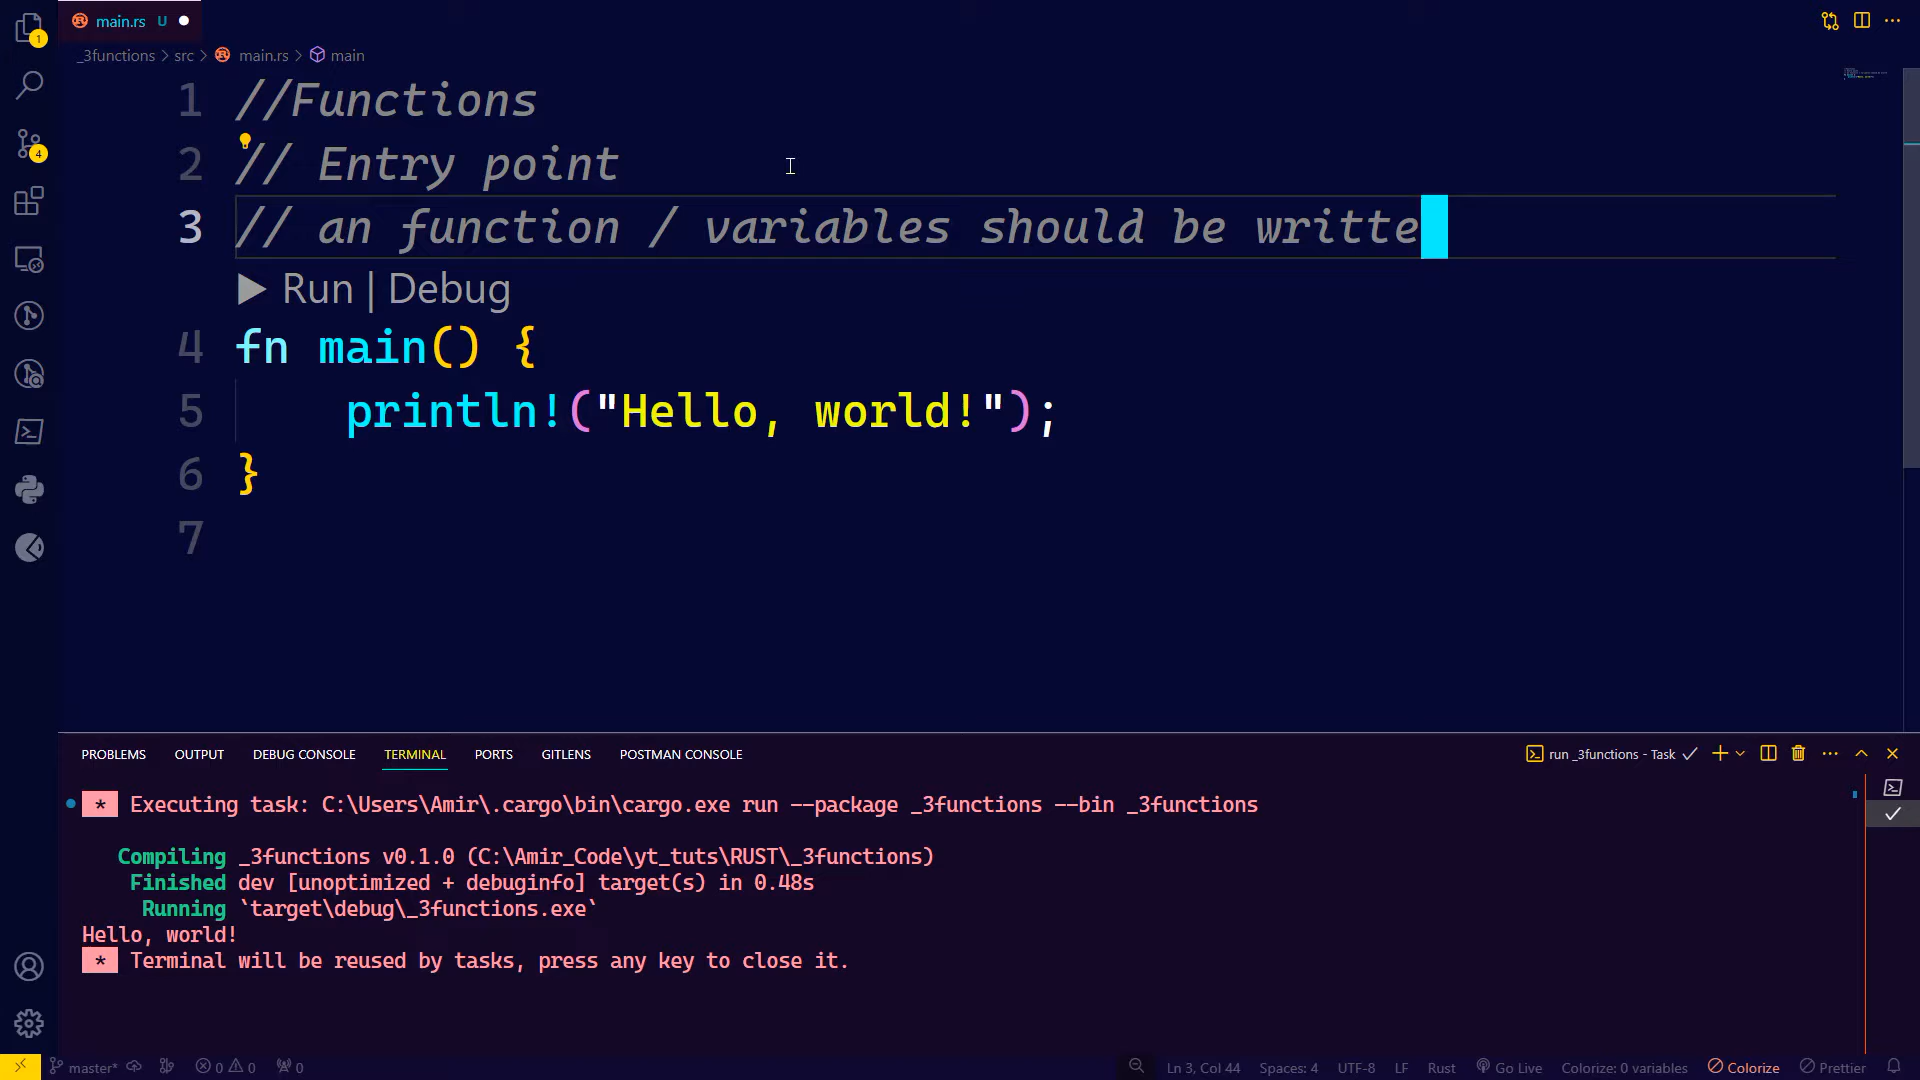 main.rs U
_3functions > src > main.rs > main
1 //Functions
2 // Entry point
3 // an function / variables should be writte
Run | Debug
4 fn main() {
5 println!("Hello, world!");
6 }
7
1
4
PROBLEMS OUTPUT DEBUG CONSOLE TERMINAL PORTS GITLENS POSTMAN CONSOLE run _3functions - Task
* Executing task: C:\Users\Amir\.cargo\bin\cargo.exe run --package _3functions --bin _3functions
Compiling _3functions v0.1.0 (C:\Amir_Code\yt_tuts\RUST\_3functions)
Finished dev [unoptimized + debuginfo] target(s) in 0.48s
Running `target\debug\_3functions.exe`
Hello, world!
* Terminal will be reused by tasks, press any key to close it.
master* 0 0 0 Ln 3, Col 44 Spaces: 4 UTF-8 LF Rust Go Live Colorize: 0 variables Colorize Prettier